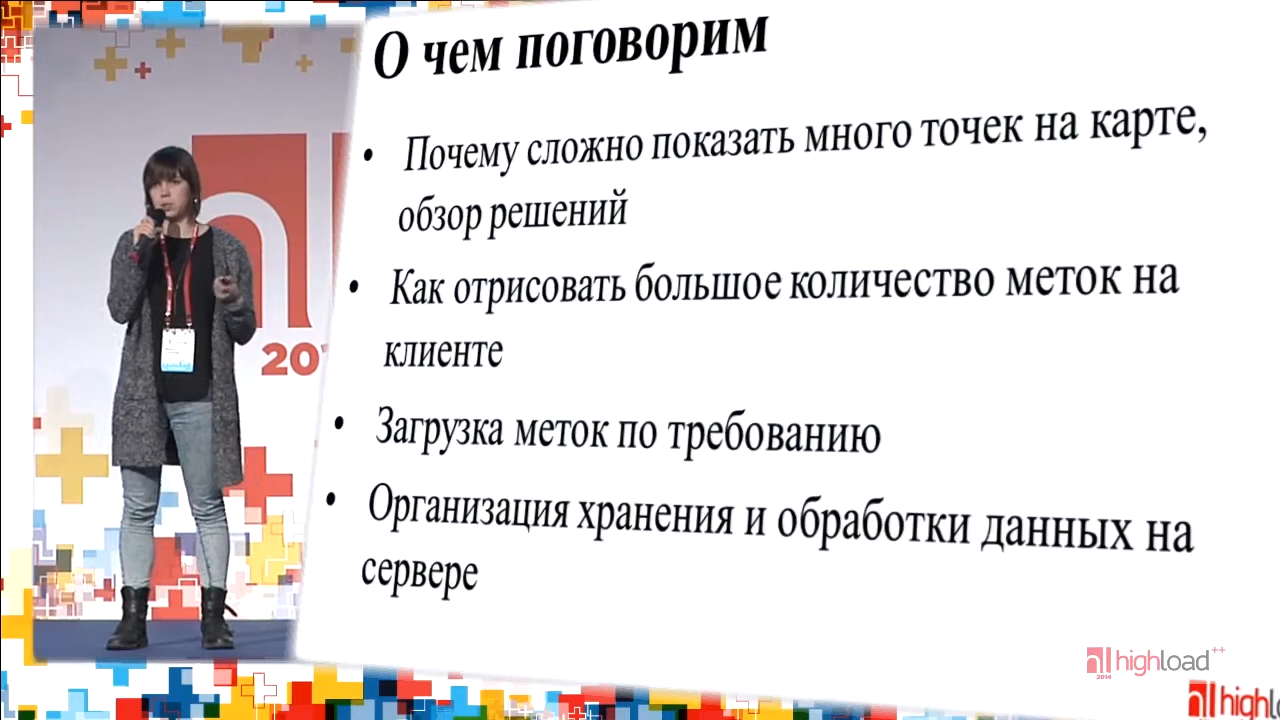 О чем поговорим
• Почему сложно показать много точек на карте,
обзор решений
• Как отрисовать большое количество меток на
клиенте
• Загрузка меток по требованию
• Организация хранения и обработки данных на
сервере
201
highload++
2014